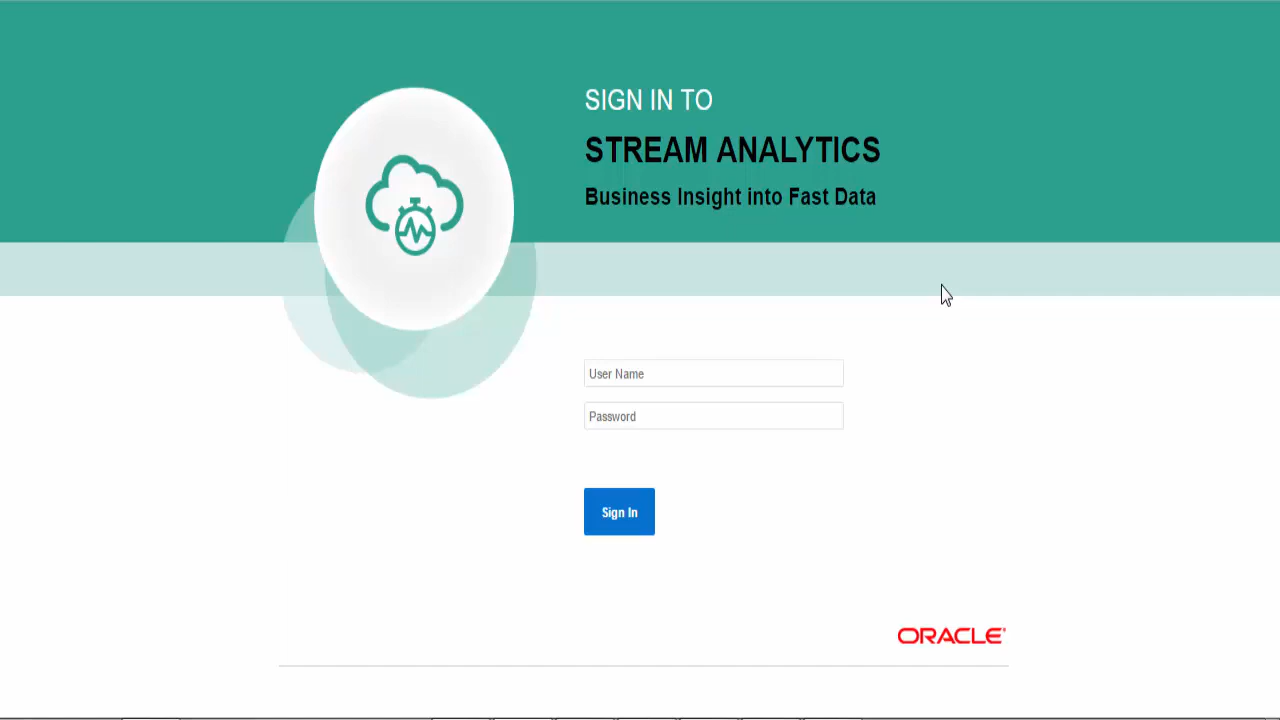 SIGN IN TO
STREAM ANALYTICS
Business Insight into Fast Data
User Name
Password
Sign In
ORACLE